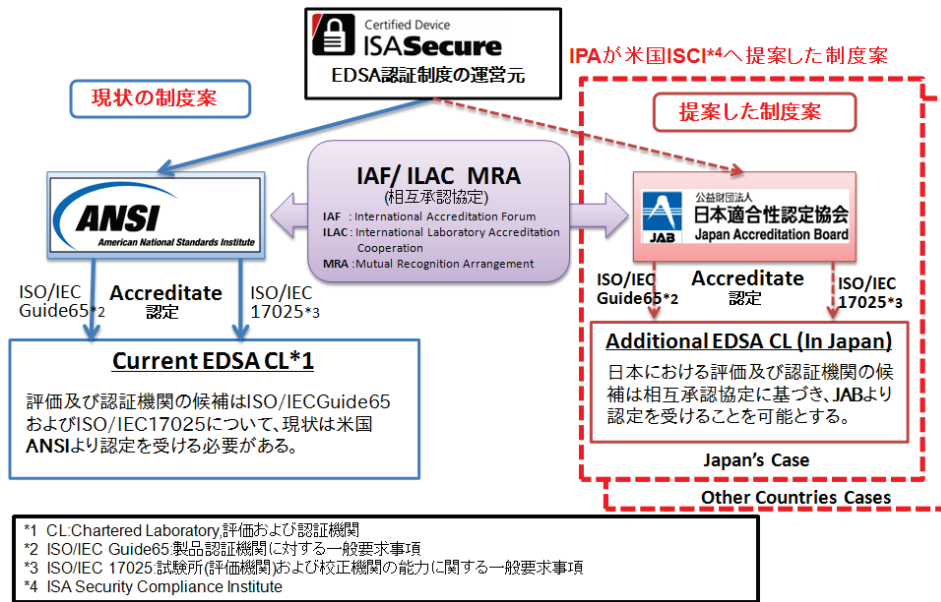 Certified Device
ISASecure
EDSA認証制度の運営元
IPAが米国ISCI*4へ提案した制度案
現状の制度案
提案した制度案
ANSI
American National Standards Institute
IAF/ ILAC MRA
(相互承認協定)
IAF : International Accreditation Forum
ILAC : International Laboratory Accreditation
Cooperation
MRA : Mutual Recognition Arrangement
JAB
公益財団法人
日本適合性認定協会
Japan Accreditation Board
ISO/IEC
Guide65*2
Accreditate
認定
ISO/IEC
17025*3
ISO/IEC
Guide65*2
Accreditate
認定
ISO/IEC
17025*3
Current EDSA CL*1
評価及び認証機関の候補はISO/IECGuide65
およびISO/IEC17025について、現状は米国
ANSIより認定を受ける必要がある。
Additional EDSA CL (In Japan)
日本における評価及び認証機関の候
補は相互承認協定に基づき、JABより
認定を受けることを可能とする。
Japan's Case
Other Countries Cases
*1 CL:Chartered Laboratory,評価および認証機関
*2 ISO/IEC Guide65:製品認証機関に対する一般要求事項
*3 ISO/IEC 17025:試験所(評価機関)および校正機関の能力に関する一般要求事項
*4 ISA Security Compliance Institute